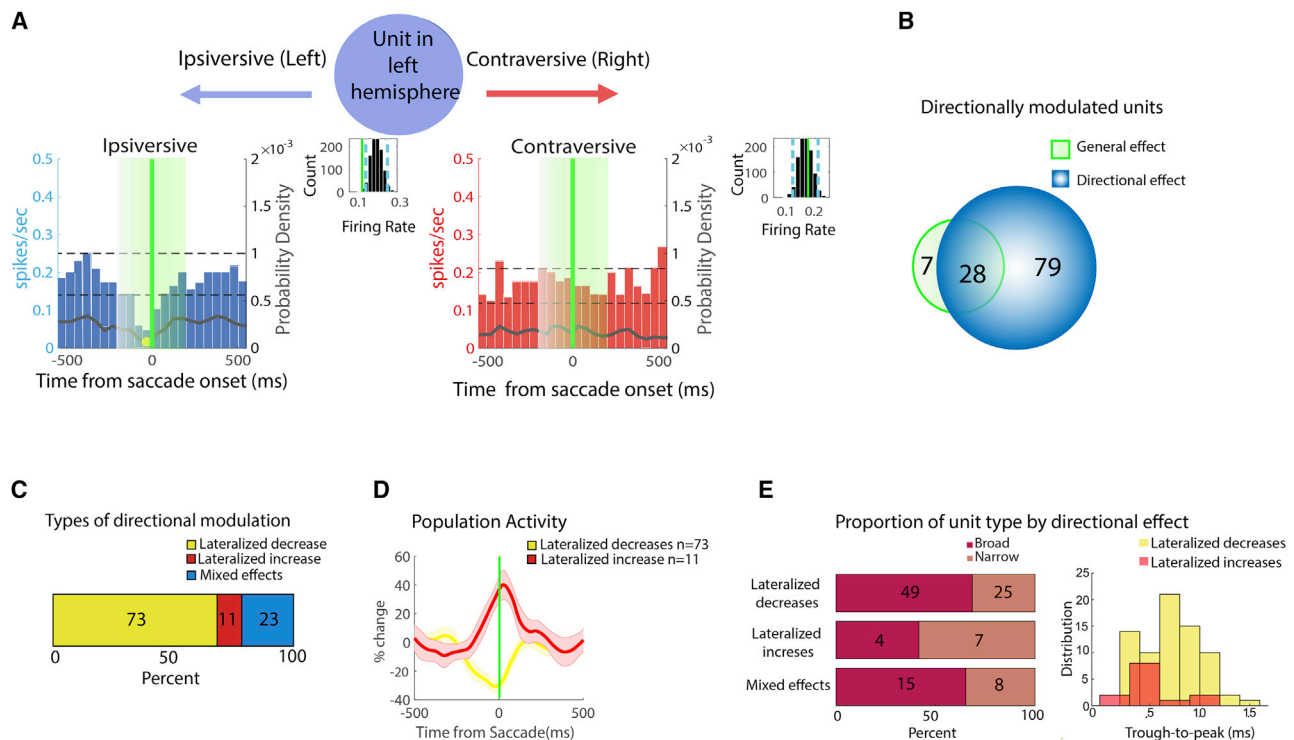 A
Ipsiversive (Left)
Unit in
left
hemisphere
Contraversive (Right)
Ipsiversive
spikes/sec
0.5
0.4
0.3
0.2
0.1
0
×10⁻³
2
1.5
1
0.5
0
Probability Density
-500
0
500
Time from saccade onset (ms)
Count
200
100
0
0.1
0.3
Firing Rate
Contraversive
spikes/sec
0.5
0.4
0.3
0.2
0.1
0
×10⁻³
2
1.5
1
0.5
0
Probability Density
-500
0
500
Time from saccade onset (ms)
Count
200
100
0
0.1
0.2
Firing Rate
B
Directionally modulated units
General effect
Directional effect
7
28
79
C
Types of directional modulation
Lateralized decrease
Lateralized increase
Mixed effects
73
11
23
0
50
100
Percent
D
Population Activity
Lateralized decreases n=73
Lateralized increase n=11
% change
60
40
20
0
-20
-40
-500
0
500
Time from Saccade(ms)
E
Proportion of unit type by directional effect
Broad
Narrow
Lateralized
decreases
49
25
Lateralized
increses
4
7
Mixed effects
15
8
0
50
100
Percent
Lateralized decreases
Lateralized increases
Distribution
25
20
15
10
5
0
.5
1.0
1.5
Trough-to-peak (ms)